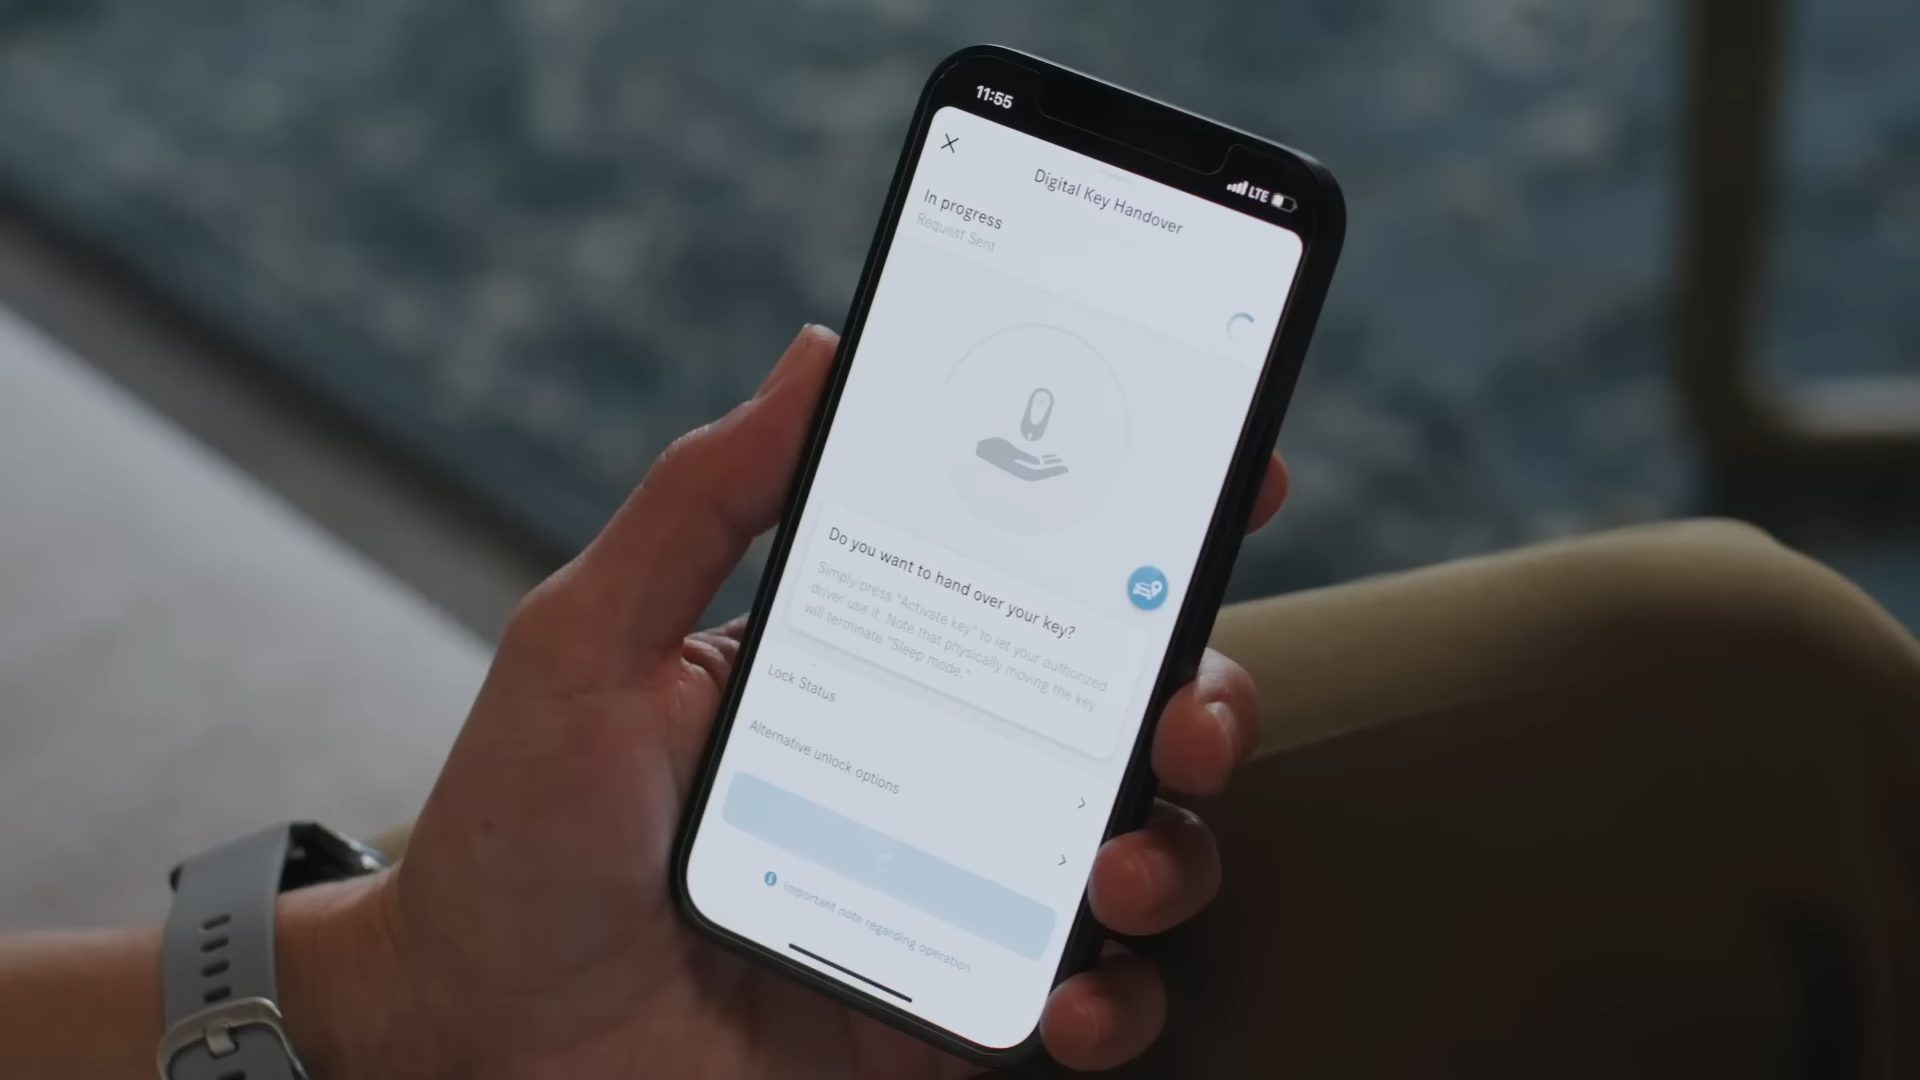 11:55
LTE
Digital Key Handover
In progress
Request Sent
Do you want to hand over your key?
Simply press "Activate key" to let your authorized
driver use it. Note that physically moving the key
will terminate "Sleep mode."
Lock Status
Alternative unlock options
Important note regarding operation